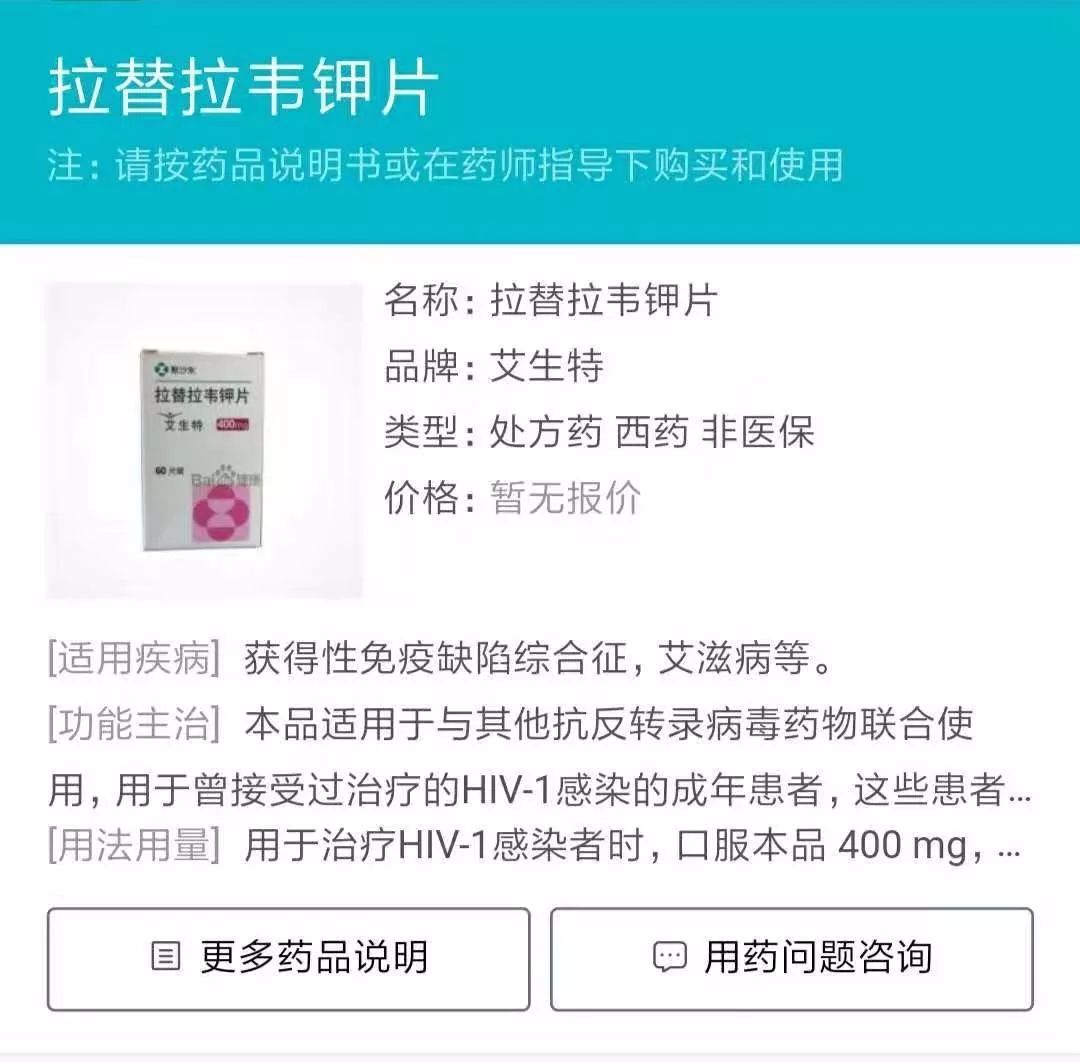 拉替拉韦钾片
注：请按药品说明书或在药师指导下购买和使用
默沙东
拉替拉韦钾片
艾生特 400mg
60片装
Bai 健康
名称：拉替拉韦钾片
品牌：艾生特
类型：处方药 西药 非医保
价格：暂无报价
[适用疾病] 获得性免疫缺陷综合征，艾滋病等。
[功能主治] 本品适用于与其他抗反转录病毒药物联合使
用，用于曾接受过治疗的HIV-1感染的成年患者，这些患者...
[用法用量] 用于治疗HIV-1感染者时，口服本品 400 mg，...
更多药品说明
用药问题咨询